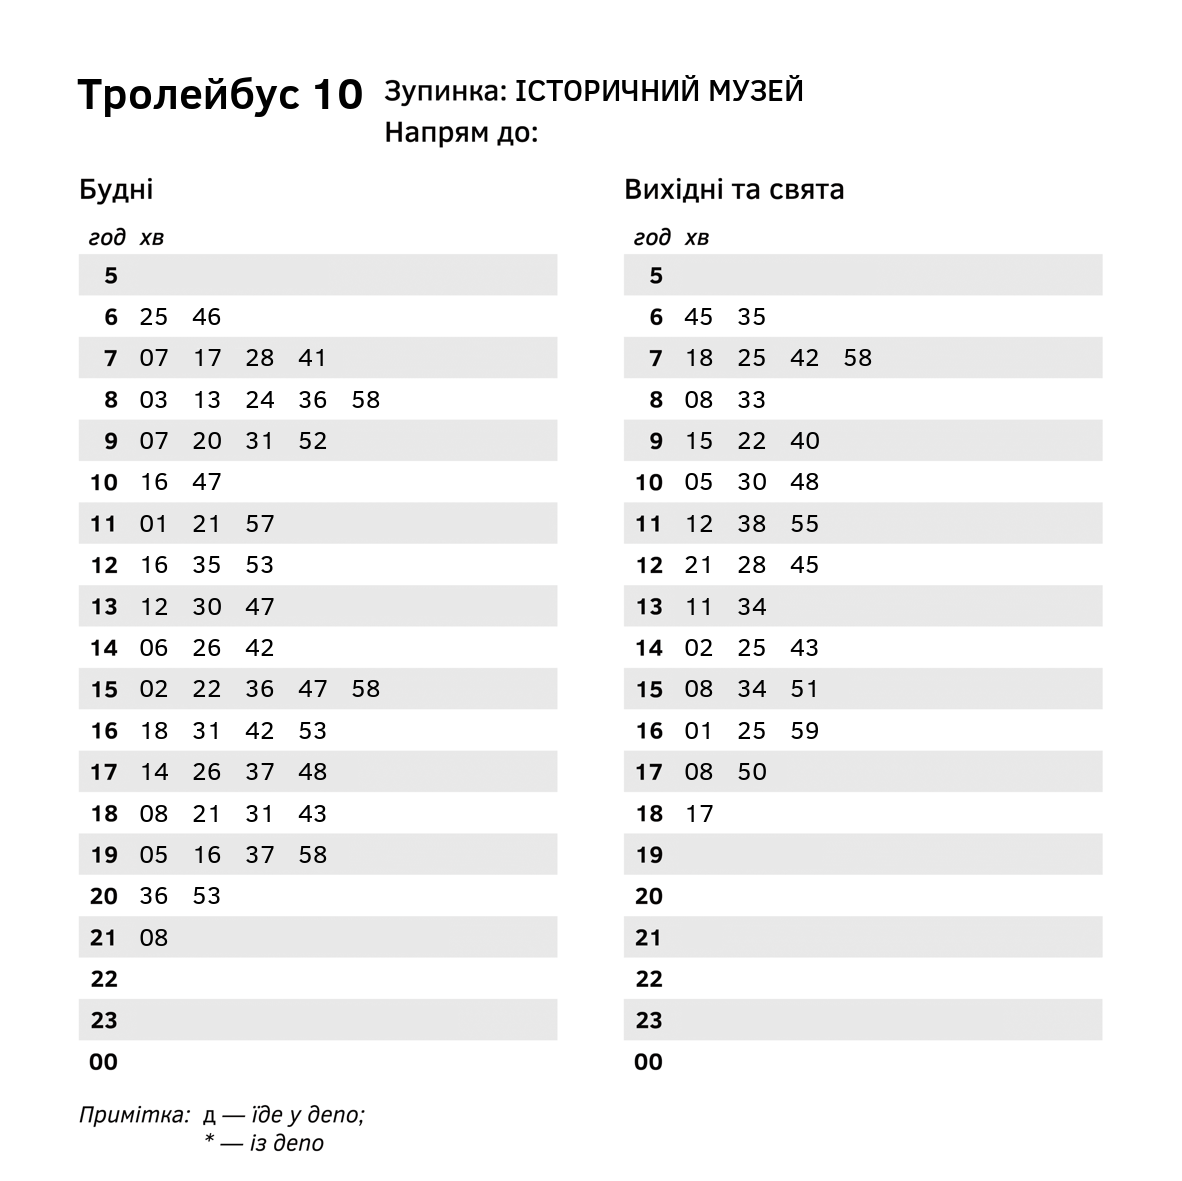 Тролейбус 10
Зупинка: ІСТОРИЧНИЙ МУЗЕЙ
Напрям до:
Будні
год хв
5
6 25 46
7 07 17 28 41
8 03 13 24 36 58
9 07 20 31 52
10 16 47
11 01 21 57
12 16 35 53
13 12 30 47
14 06 26 42
15 02 22 36 47 58
16 18 31 42 53
17 14 26 37 48
18 08 21 31 43
19 05 16 37 58
20 36 53
21 08
22
23
00
Вихідні та свята
год хв
5
6 45 35
7 18 25 42 58
8 08 33
9 15 22 40
10 05 30 48
11 12 38 55
12 21 28 45
13 11 34
14 02 25 43
15 08 34 51
16 01 25 59
17 08 50
18 17
19
20
21
22
23
00
Примітка: д — їде у депо;
* — із депо